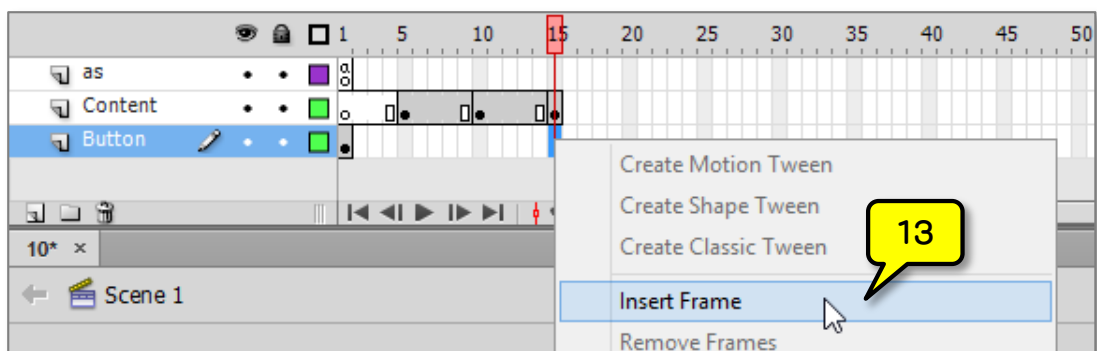 1 5 10 15 20 25 30 35 40 45 50
as
a
Content
Button
Create Motion Tween
Create Shape Tween
Create Classic Tween
13
10* ×
Scene 1
Insert Frame
Remove Frames